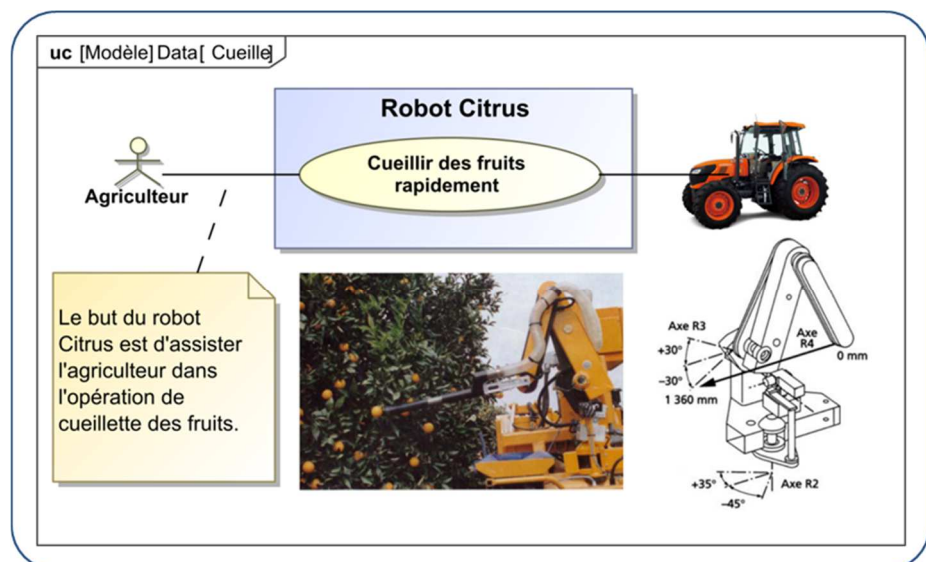 uc [Modèle] Data[ Cueille]
Robot Citrus
Cueillir des fruits
rapidement
Agriculteur
Le but du robot
Citrus est d'assister
l'agriculteur dans
l'opération de
cueillette des fruits.
Axe R3
+30°
–30°
1 360 mm
Axe
R4
0 mm
+35°
–45°
Axe R2